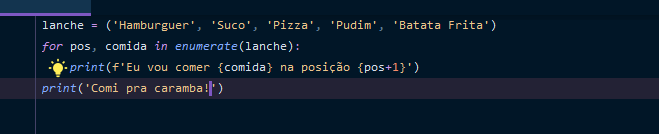 lanche = ('Hamburguer', 'Suco', 'Pizza', 'Pudim', 'Batata Frita')
for pos, comida in enumerate(lanche):
    print(f'Eu vou comer {comida} na posição {pos+1}')
print('Comi pra caramba!')